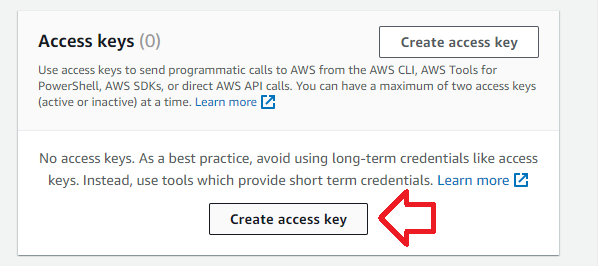 Access keys (0)
Create access key
Use access keys to send programmatic calls to AWS from the AWS CLI, AWS Tools for
PowerShell, AWS SDKs, or direct AWS API calls. You can have a maximum of two access keys
(active or inactive) at a time. Learn more
No access keys. As a best practice, avoid using long-term credentials like access
keys. Instead, use tools which provide short term credentials. Learn more
Create access key